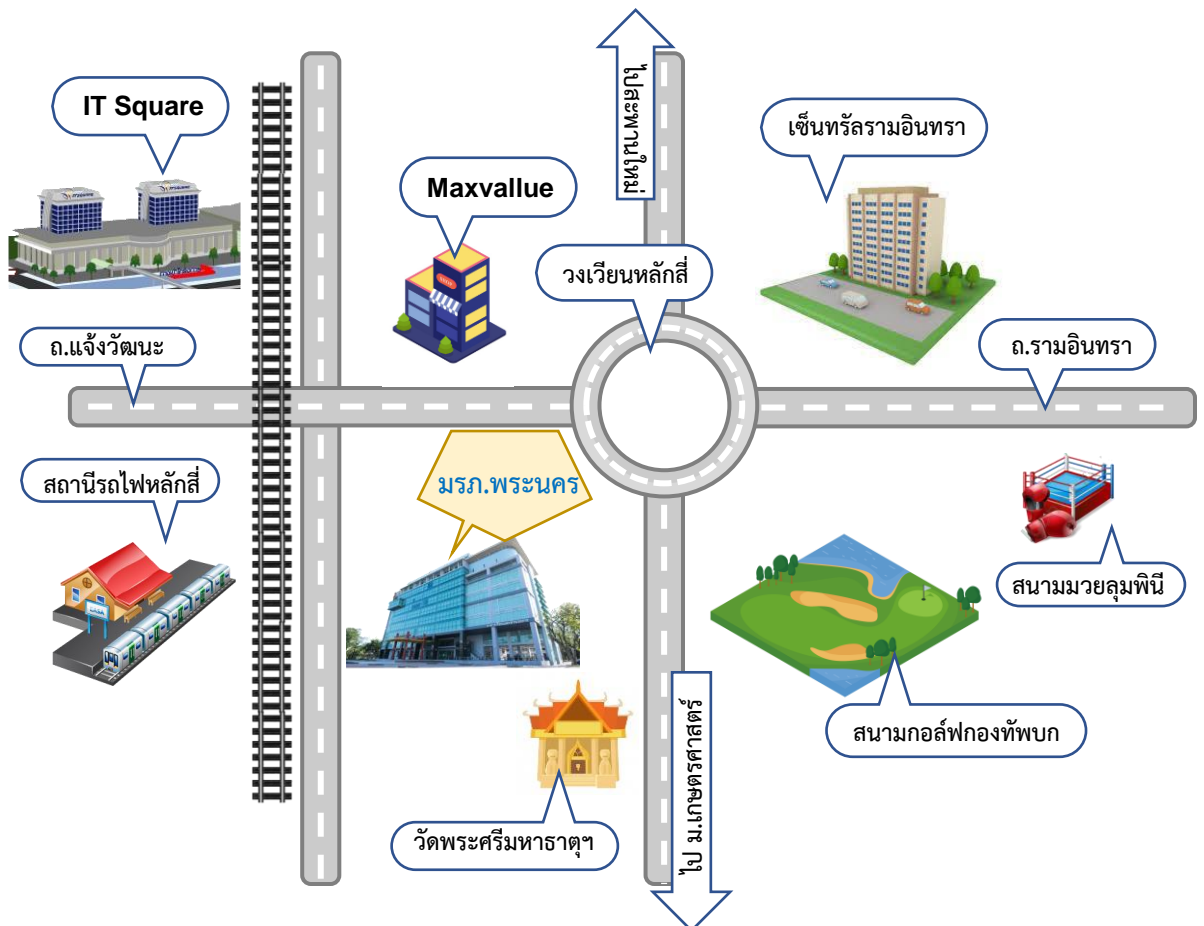 ไปสะพานใหม่
IT Square
เซ็นทรัลรามอินทรา
Maxvallue
วงเวียนหลักสี่
ถ.แจ้งวัฒนะ
ถ.รามอินทรา
สถานีรถไฟหลักสี่
มรภ.พระนคร
สนามมวยลุมพินี
สนามกอล์ฟกองทัพบก
วัดพระศรีมหาธาตุฯ
ไป ม.เกษตรศาสตร์